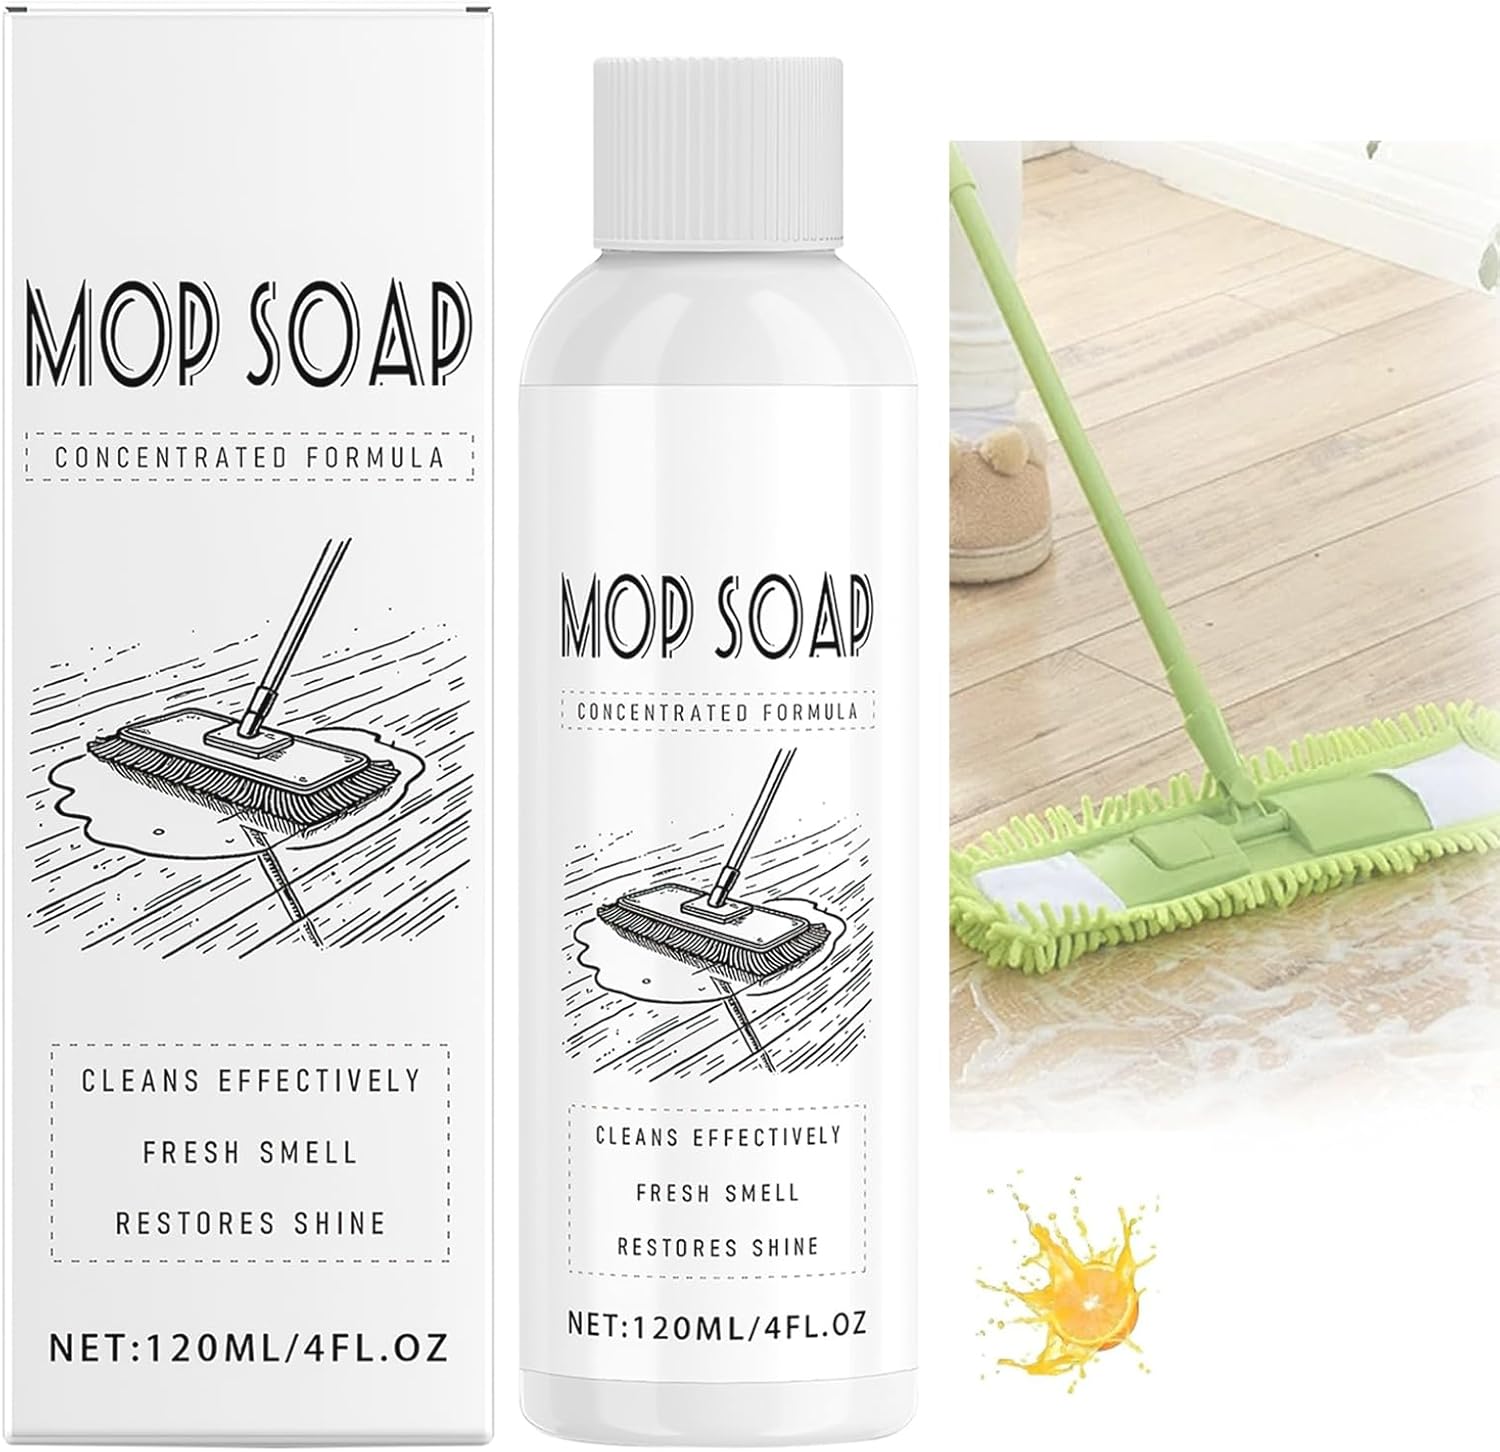 MOP SOAP
CONCENTRATED FORMULA
CLEANS EFFECTIVELY
FRESH SMELL
RESTORES SHINE
NET:120ML/4FL.OZ
MOP SOAP
CONCENTRATED FORMULA
CLEANS EFFECTIVELY
FRESH SMELL
RESTORES SHINE
NET:120ML/4FL.OZ